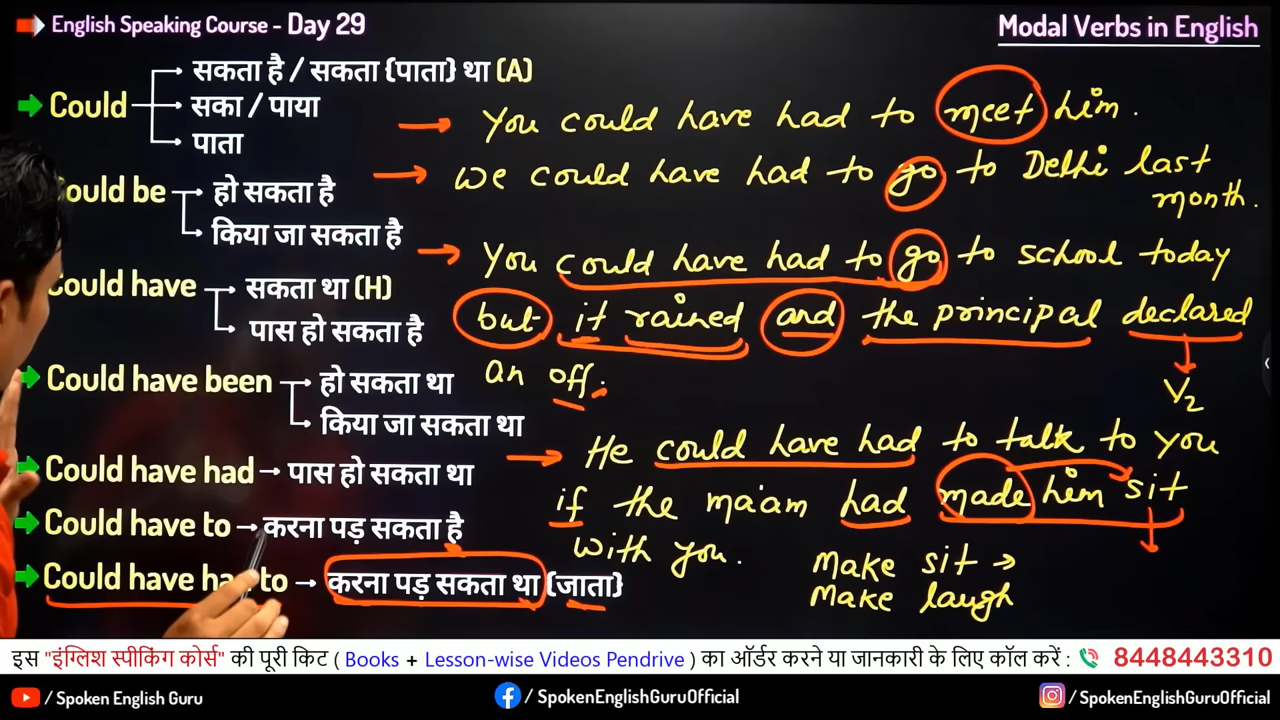 English Speaking Course - Day 29
Modal Verbs in English
Could
सकता है / सकता {पाता} था (A)
सका / पाया
पाता
Could be
हो सकता है
किया जा सकता है
Could have
सकता था (H)
पास हो सकता है
Could have been
हो सकता था
किया जा सकता था
Could have had → पास हो सकता था
Could have to → करना पड़ सकता है
Could have had to → करना पड़ सकता था {जाता}
→ You could have had to meet him.
→ We could have had to go to Delhi last
month.
→ You could have had to go to school today
but it rained and the principal declared
an off.
V2
→ He could have had to talk to you
if the ma'am had made him sit
with you.
Make sit →
Make laugh
इस "इंग्लिश स्पीकिंग कोर्स" की पूरी किट ( Books + Lesson-wise Videos Pendrive ) का ऑर्डर करने या जानकारी के लिए कॉल करें : 8448443310
/ Spoken English Guru
/ SpokenEnglishGuruOfficial
/ SpokenEnglishGuruOfficial